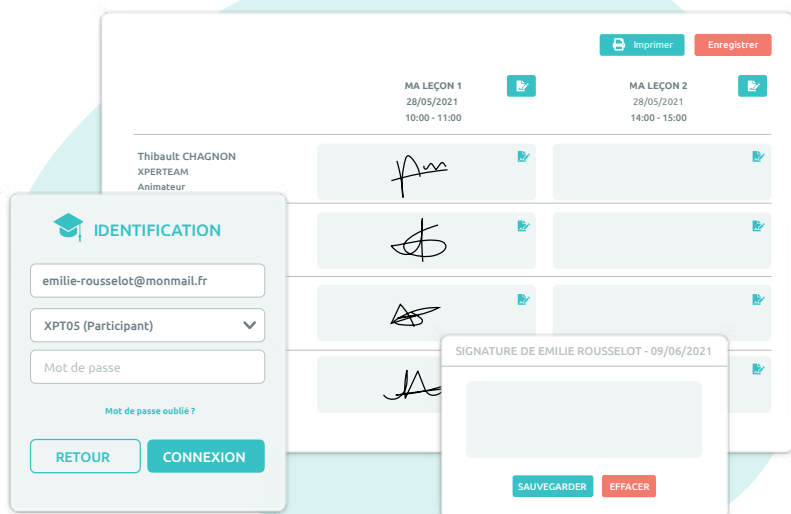 Imprimer
Enregistrer
MA LEÇON 1
28/05/2021
10:00 - 11:00
MA LEÇON 2
28/05/2021
14:00 - 15:00
Thibault CHAGNON
XPERTEAM
Animateur
IDENTIFICATION
emilie-rousselot@monmail.fr
XPT05 (Participant)
Mot de passe
Mot de passe oublié ?
RETOUR
CONNEXION
SIGNATURE DE EMILIE ROUSSELOT - 09/06/2021
SAUVEGARDER
EFFACER